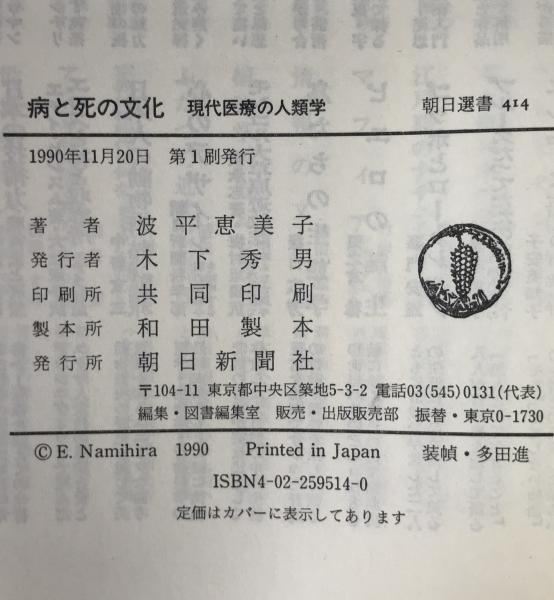 病と死の文化 現代医療の人類学 朝日選書 414
1990年11月20日 第1刷発行
著者 波平恵美子
発行者 木下秀男
印刷所 共同印刷
製本所 和田製本
発行所 朝日新聞社
〒104-11 東京都中央区築地5-3-2 電話03(545)0131(代表)
編集・図書編集室 販売・出版販売部 振替・東京0-1730
©E. Namihira 1990 Printed in Japan 装幀・多田進
ISBN4-02-259514-0
定価はカバーに表示してあります